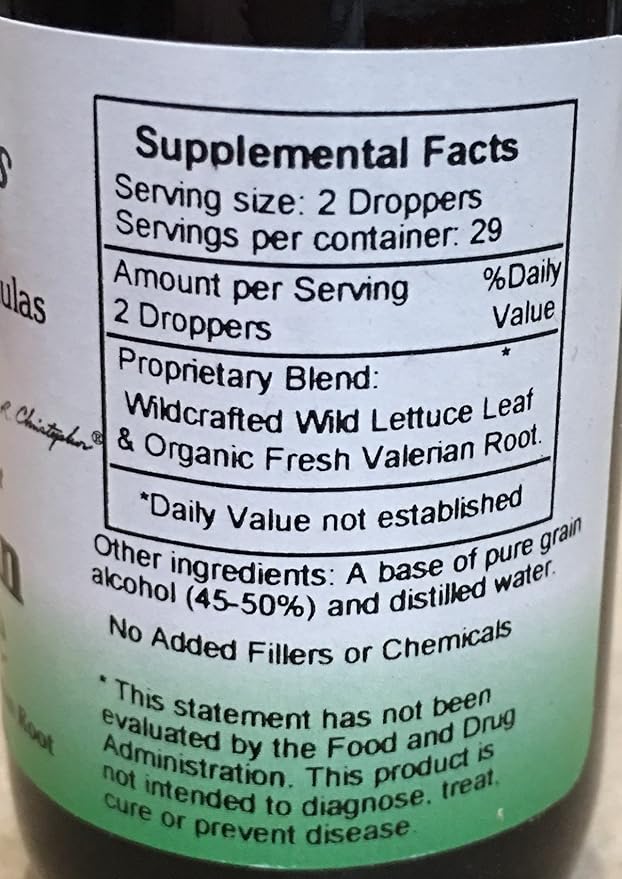 Supplemental Facts
Serving size: 2 Droppers
Servings per container: 29
Amount per Serving %Daily
2 Droppers Value
Proprietary Blend: *
Wildcrafted Wild Lettuce Leaf
& Organic Fresh Valerian Root.
*Daily Value not established
Other ingredients: A base of pure grain
alcohol (45-50%) and distilled water.
No Added Fillers or Chemicals
* This statement has not been
evaluated by the Food and Drug
Administration. This product is
not intended to diagnose. treat.
cure or prevent disease.
ulas
R. Christopher®
Root